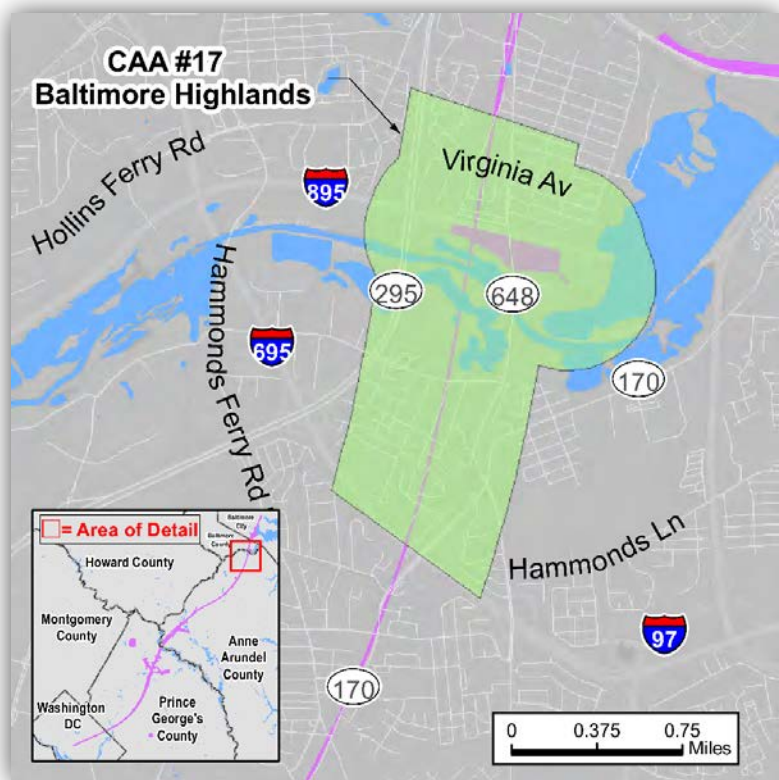 CAA #17
Baltimore Highlands
Virginia Av
Hollins Ferry Rd
895
Hammonds Ferry Rd
295
648
695
170
Hammonds Ln
97
170
= Area of Detail
Baltimore
City
Baltimore
County
Howard County
Montgomery
County
Anne
Arundel
County
Washington
DC
Prince
George's
County
0 0.375 0.75
Miles